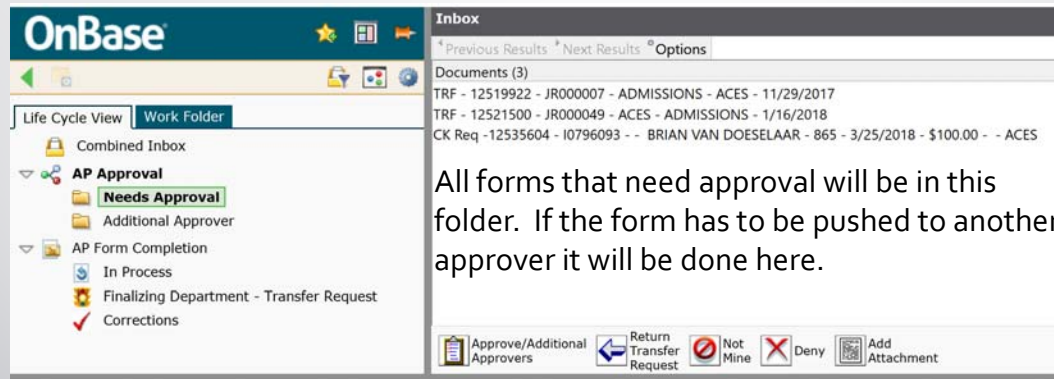 OnBase
Life Cycle View Work Folder
Combined Inbox
AP Approval
Needs Approval
Additional Approver
AP Form Completion
In Process
Finalizing Department - Transfer Request
Corrections
Inbox
Previous Results Next Results Options
Documents (3)
TRF - 12519922 - JR000007 - ADMISSIONS - ACES - 11/29/2017
TRF - 12521500 - JR000049 - ACES - ADMISSIONS - 1/16/2018
CK Req -12535604 - I0796093 - - BRIAN VAN DOESELAAR - 865 - 3/25/2018 - $100.00 - - ACES
All forms that need approval will be in this
folder. If the form has to be pushed to another
approver it will be done here.
Approve/Additional
Approvers
Return
Transfer
Request
Not
Mine
Deny
Add
Attachment